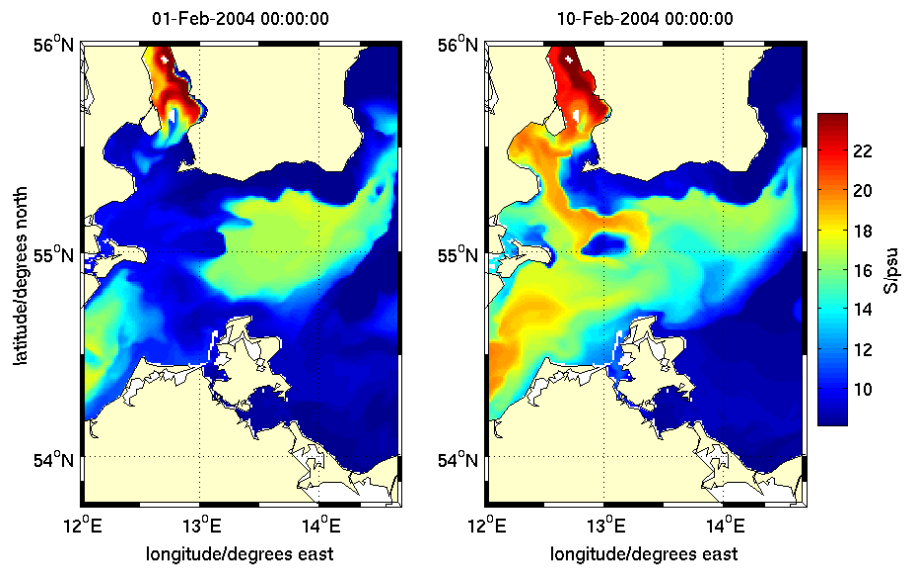 01-Feb-2004 00:00:00
10-Feb-2004 00:00:00
56°N
55°N
54°N
12°E
13°E
14°E
longitude/degrees east
latitude/degrees north
56°N
55°N
54°N
12°E
13°E
14°E
longitude/degrees east
22
20
18
16
14
12
10
S/psu